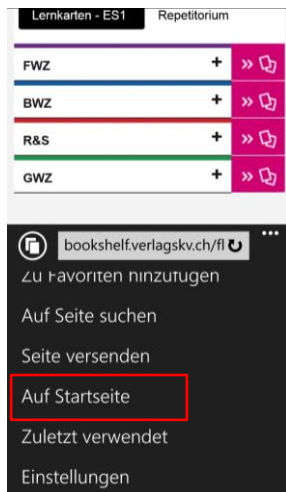 Lernkarten - ES1 Repetitorium
FWZ + »
BWZ + »
R&S + »
GWZ + »
bookshelf.verlagskv.ch/fl ...
Zu Favoriten hinzufügen
Auf Seite suchen
Seite versenden
Auf Startseite
Zuletzt verwendet
Einstellungen